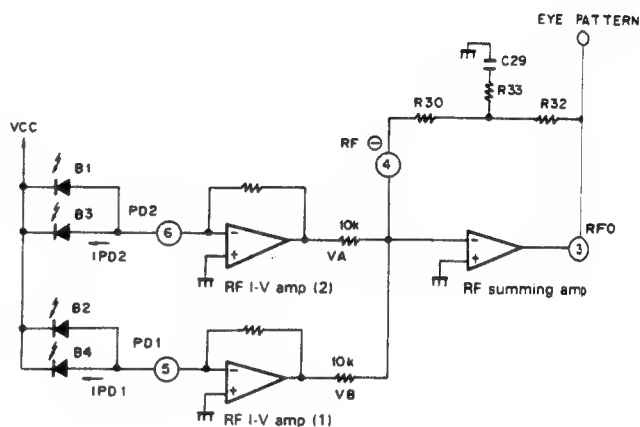 EYE PATTERN
C29
R33
R30
R32
VCC
RF ⊖
4
B1
B3
PD2
6
IPD2
10k
VA
RF I-V amp (2)
3
RFO
RF summing amp
B2
B4
PD1
5
IPD1
10k
VB
RF I-V amp (1)